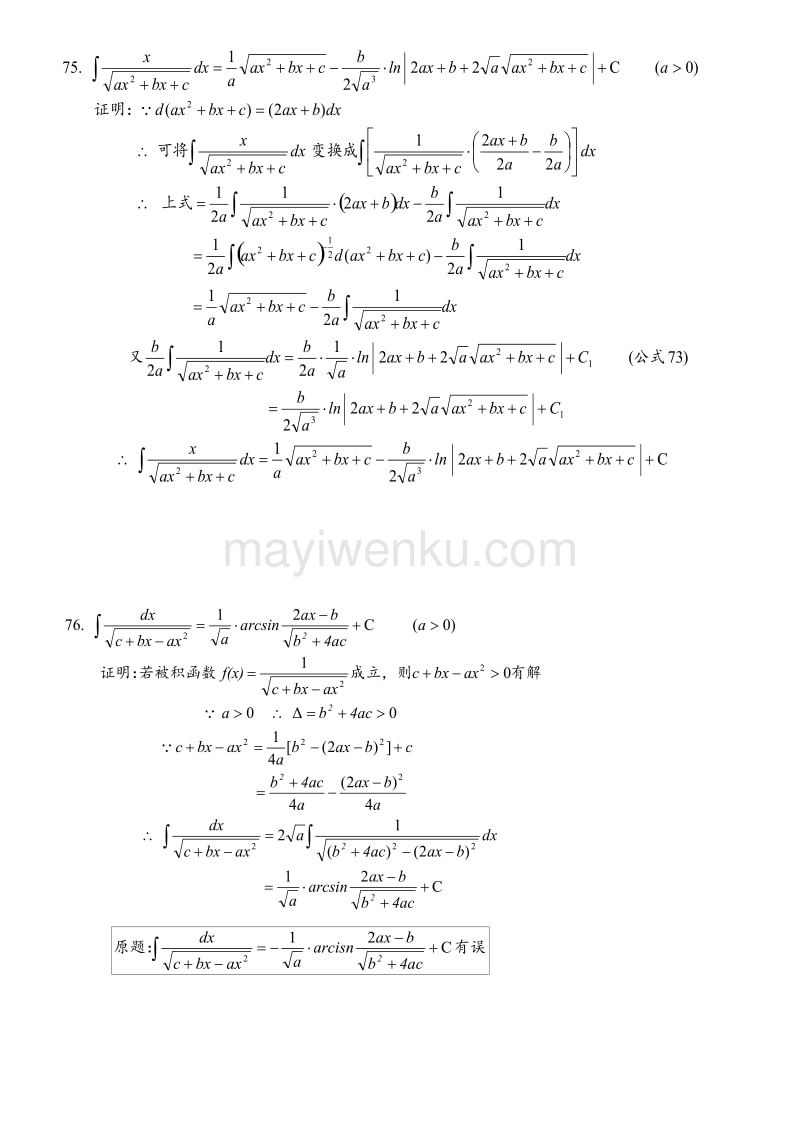 75. ∫ x/√(ax²+bx+c) dx = 1/a √(ax²+bx+c) − b/(2√(a³)) · ln│2ax+b+2√a √(ax²+bx+c)│+C (a>0)
证明：∵ d(ax²+bx+c)=(2ax+b)dx
∴ 可将∫ x/√(ax²+bx+c) dx 变换成∫[1/√(ax²+bx+c) · ((2ax+b)/2a − b/2a)]dx
∴ 上式 = 1/2a ∫ 1/√(ax²+bx+c) · (2ax+b)dx − b/2a ∫ 1/√(ax²+bx+c) dx
= 1/2a ∫(ax²+bx+c)^(−1/2) d(ax²+bx+c) − b/2a ∫ 1/√(ax²+bx+c) dx
= 1/a √(ax²+bx+c) − b/2a ∫ 1/√(ax²+bx+c) dx
又 b/2a ∫ 1/√(ax²+bx+c) dx = b/2a · 1/√a · ln│2ax+b+2√a √(ax²+bx+c)│+C₁ (公式 73)
= b/(2√(a³)) · ln│2ax+b+2√a √(ax²+bx+c)│+C₁
∴ ∫ x/√(ax²+bx+c) dx = 1/a √(ax²+bx+c) − b/(2√(a³)) · ln│2ax+b+2√a √(ax²+bx+c)│+C
mayiwenku.com
76. ∫ dx/√(c+bx−ax²) = 1/√a · arcsin (2ax−b)/√(b²+4ac) + C (a>0)
证明：若被积函数 f(x) = 1/√(c+bx−ax²) 成立，则c+bx−ax²>0有解
∵ a>0 ∴ Δ=b²+4ac>0
∵ c+bx−ax² = 1/4a [b²−(2ax−b)²]+c
= (b²+4ac)/4a − (2ax−b)²/4a
∴ ∫ dx/√(c+bx−ax²) = 2√a ∫ 1/√((b²+4ac)²−(2ax−b)²) dx
= 1/√a · arcsin (2ax−b)/√(b²+4ac) + C
原题：∫ dx/√(c+bx−ax²) = −1/√a · arcisn (2ax−b)/√(b²+4ac) + C 有误